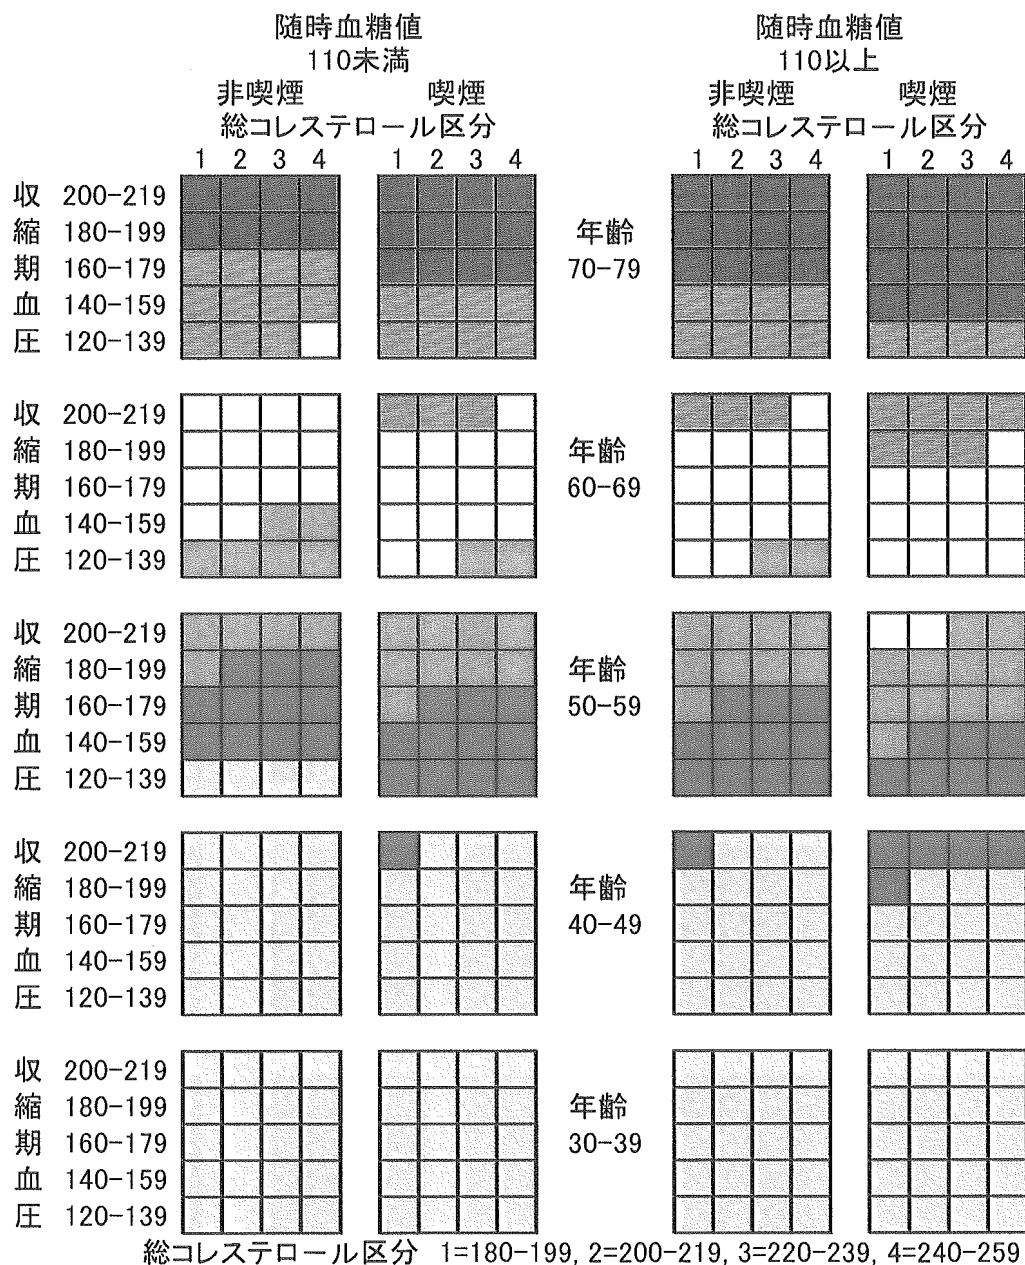 随時血糖値 随時血糖値
110未満 110以上
非喫煙 喫煙 非喫煙 喫煙
総コレステロール区分 総コレステロール区分
1 2 3 4 1 2 3 4 1 2 3 4 1 2 3 4
収 200-219
縮 180-199 年齢
期 160-179 70-79
血 140-159
圧 120-139
収 200-219
縮 180-199 年齢
期 160-179 60-69
血 140-159
圧 120-139
収 200-219
縮 180-199 年齢
期 160-179 50-59
血 140-159
圧 120-139
収 200-219
縮 180-199 年齢
期 160-179 40-49
血 140-159
圧 120-139
収 200-219
縮 180-199 年齢
期 160-179 30-39
血 140-159
圧 120-139
総コレステロール区分 1=180-199, 2=200-219, 3=220-239, 4=240-259